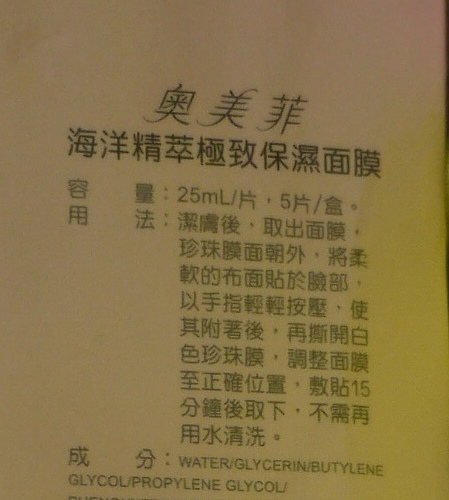 奧美菲
海洋精萃極致保濕面膜
容 量：25mL/片，5片/盒。
用 法：潔膚後，取出面膜，
珍珠膜面朝外，將柔
軟的布面貼於臉部，
以手指輕輕按壓，使
其附著後，再撕開白
色珍珠膜，調整面膜
至正確位置，敷貼15
分鐘後取下，不需再
用水清洗。
成 分：WATER/GLYCERIN/BUTYLENE
GLYCOL/PROPYLENE GLYCOL/